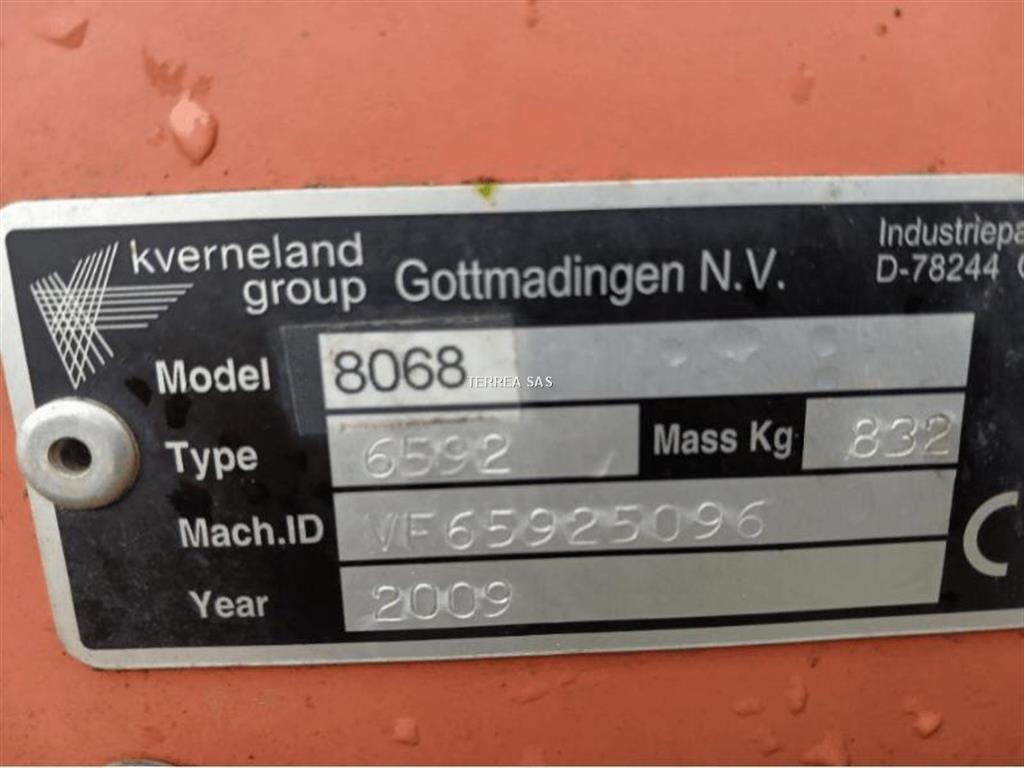 kverneland
group
Gottmadingen N.V.
Industriepa
D-78244
Model 8068
TERREA SAS
Type 6592 Mass Kg 832
Mach.ID VF65925096
Year 2009